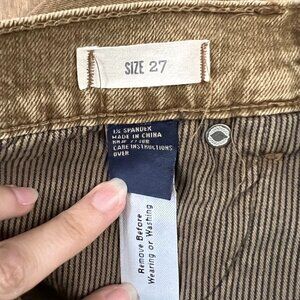 SIZE 27
1% SPANDEX
MADE IN CHINA
CARE INSTRUCTIONS
OVER
Remove Before
Wearing or Washing